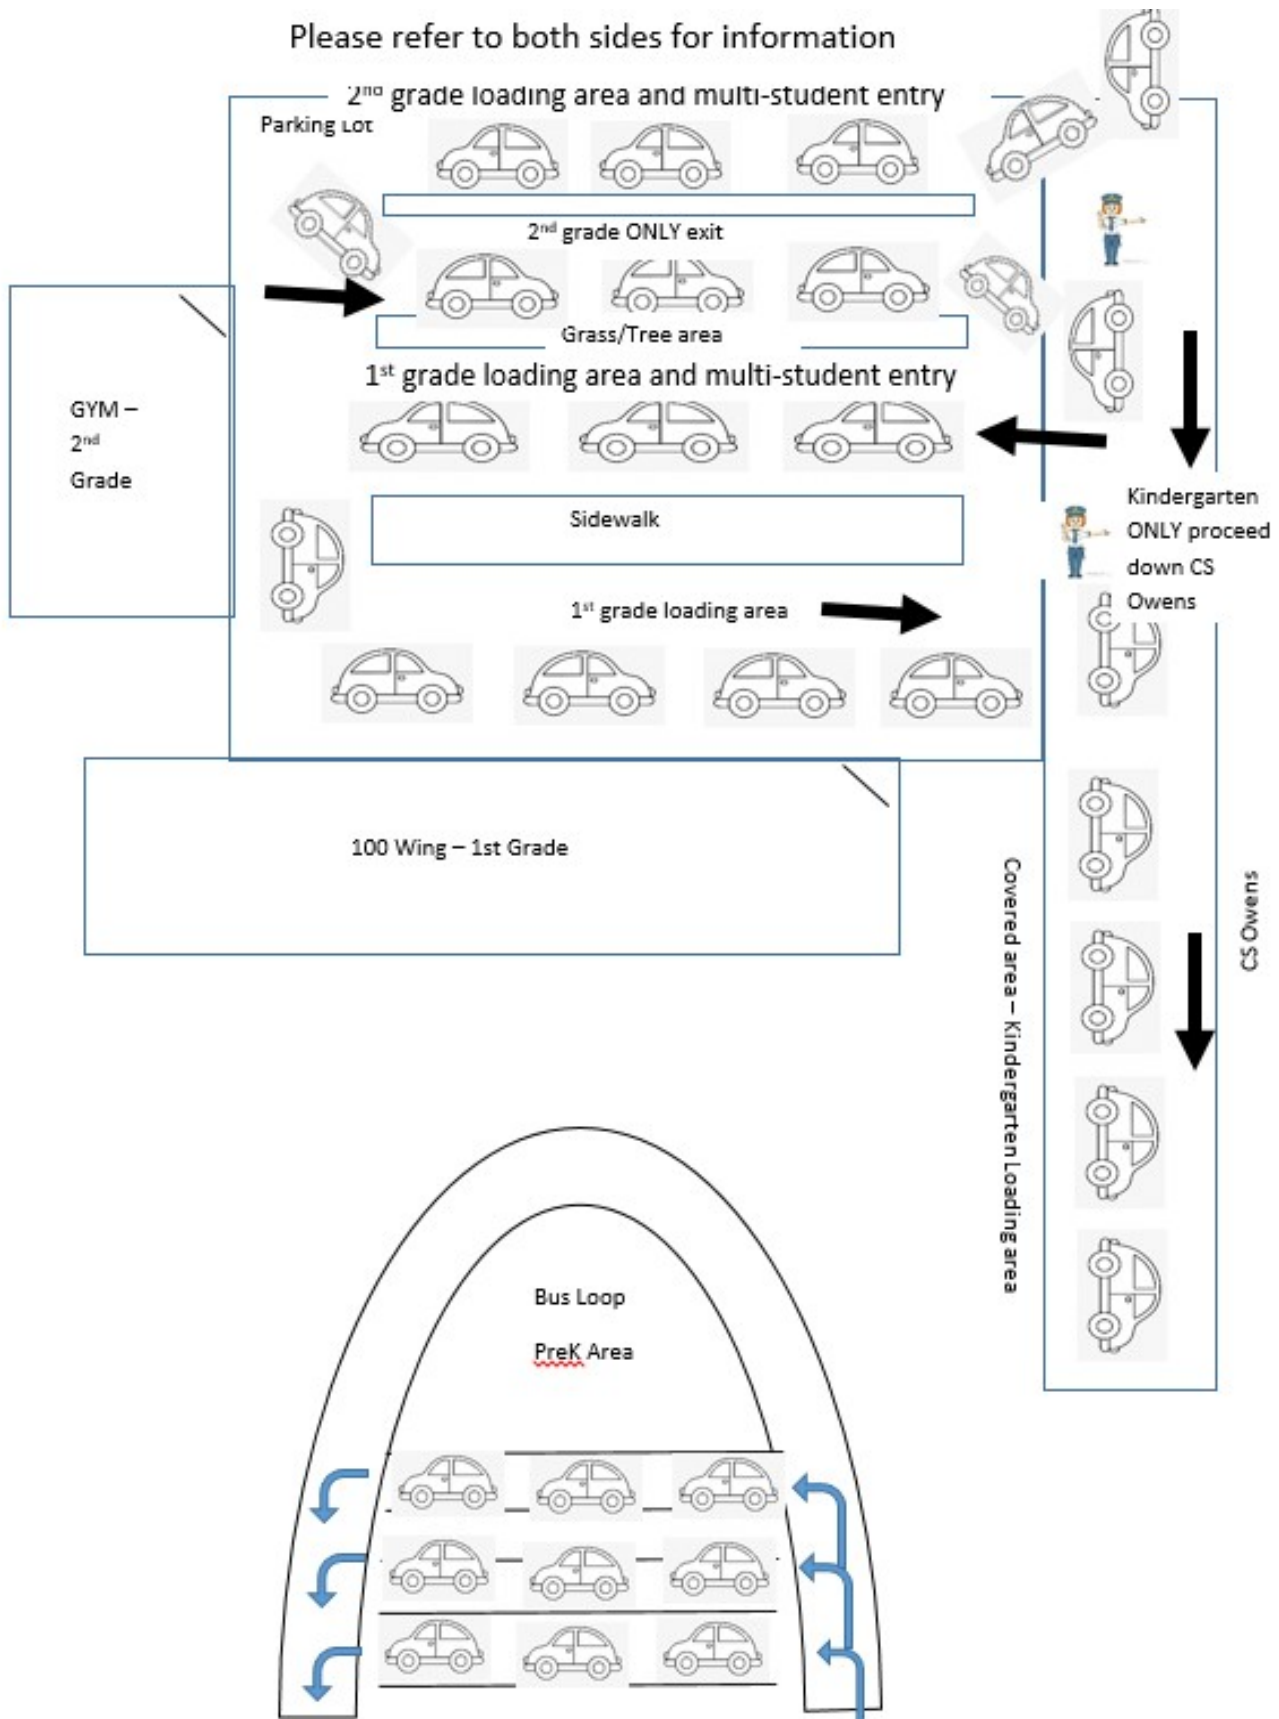 Please refer to both sides for information
2nd grade loading area and multi-student entry
Parking Lot
2nd grade ONLY exit
Grass/Tree area
1st grade loading area and multi-student entry
GYM –
2nd
Grade
Sidewalk
Kindergarten
ONLY proceed
down CS
Owens
1st grade loading area
100 Wing – 1st Grade
Covered area – Kindergarten Loading area
CS Owens
Bus Loop
PreK Area